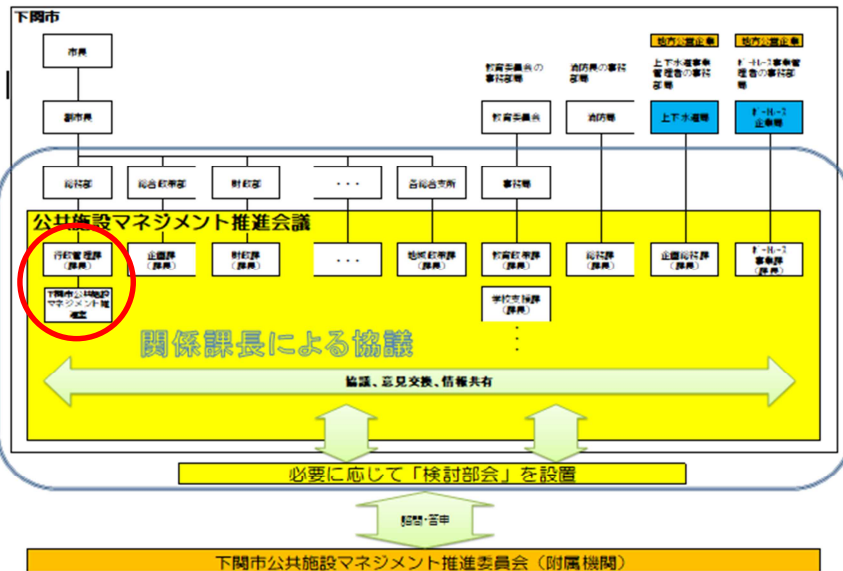 下関市
市長
副市長
教育委員会の
事務部局
消防長の事務
部局
地方公営企業
上下水道事業
管理者の事務
部局
地方公営企業
ボートレース事業管
理者の事務部
局
教育委員会
消防局
上下水道局
ボートレース
企業局
総務部
総合政策部
財政部
・・・
各総合支所
事務局
公共施設マネジメント推進会議
行政管理課
(課長)
企画課
(課長)
財政課
(課長)
・・・
地域政策課
(課長)
教育政策課
(課長)
総務課
(課長)
企画総務課
(課長)
ボートレース
事業課
(課長)
下関市公共施設
マネジメント推
進室
学校支援課
(課長)
関係課長による協議
協議、意見交換、情報共有
必要に応じて「検討部会」を設置
諮問・答申
下関市公共施設マネジメント推進委員会(附属機関)